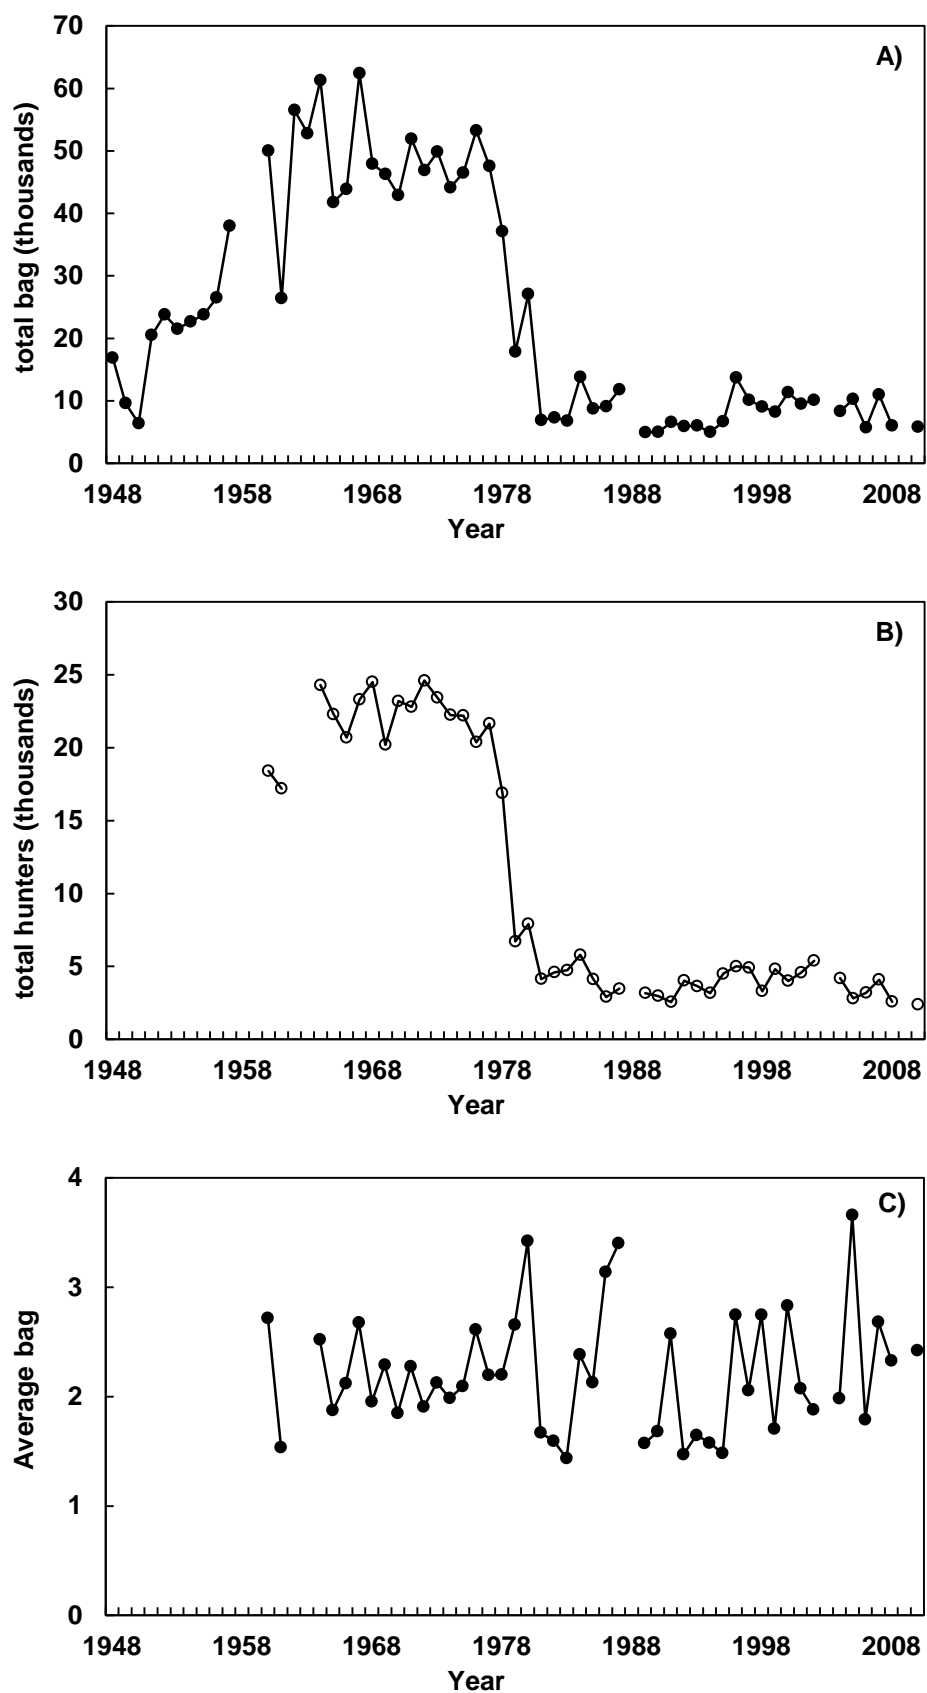 A)
total bag (thousands)
70
60
50
40
30
20
10
0
1948 1958 1968 1978 1988 1998 2008
Year
B)
total hunters (thousands)
30
25
20
15
10
5
0
1948 1958 1968 1978 1988 1998 2008
Year
C)
Average bag
4
3
2
1
0
1948 1958 1968 1978 1988 1998 2008
Year